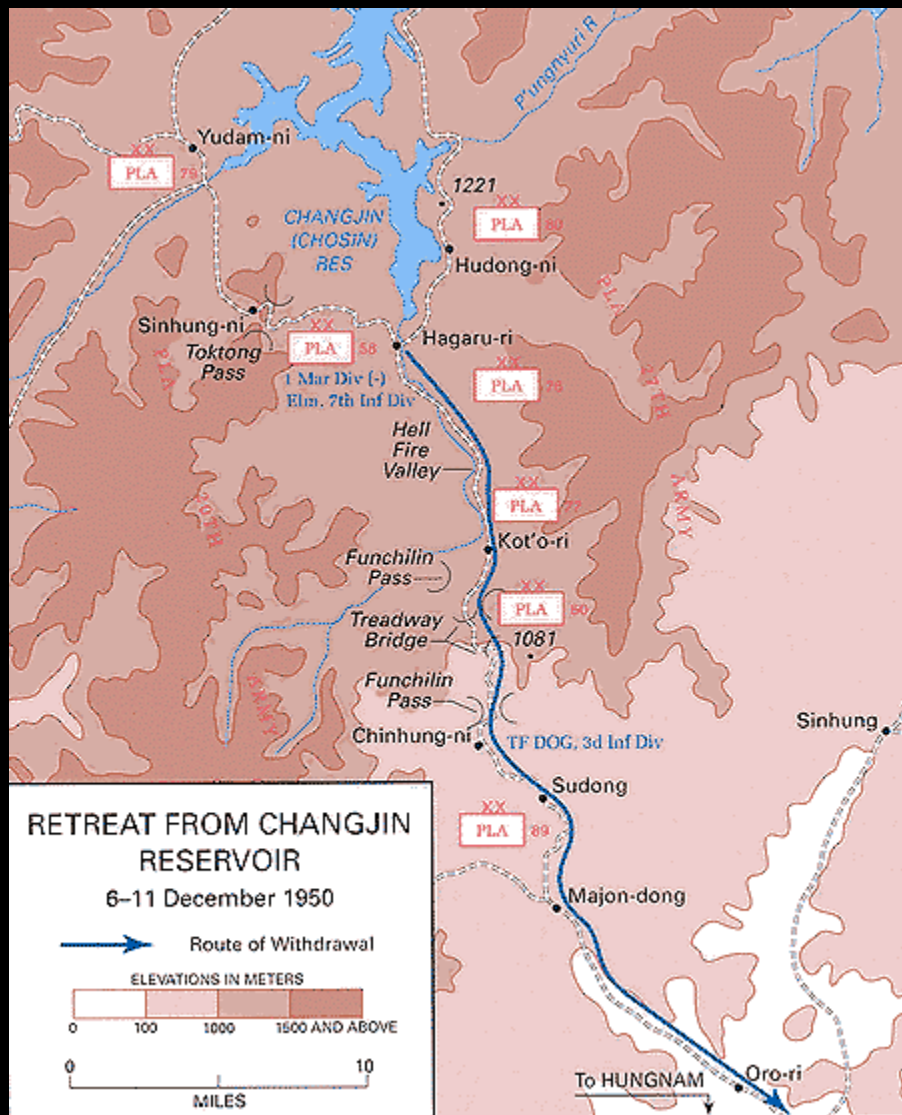 P'ungnyuri R
Yudam-ni
XX
PLA 79
1221
XX
PLA 80
CHANGJIN
(CHOSIN)
RES
Hudong-ni
PLA
27TH
ARMY
Sinhung-ni
Toktong
Pass
XX
PLA 58
Hagaru-ri
1 Mar Div (-)
Elm, 7th Inf Div
XX
PLA 76
PLA
20TH
ARMY
Hell
Fire
Valley
XX
PLA 77
Kot'o-ri
Funchilin
Pass
XX
PLA 60
Treadway
Bridge
1081
Funchilin
Pass
Chinhung-ni
TF DOG, 3d Inf Div
Sinhung
Sudong
XX
PLA 89
Majon-dong
To HUNGNAM
Oro-ri
RETREAT FROM CHANGJIN
RESERVOIR
6–11 December 1950
Route of Withdrawal
ELEVATIONS IN METERS
0 100 1000 1500 AND ABOVE
0 10
MILES